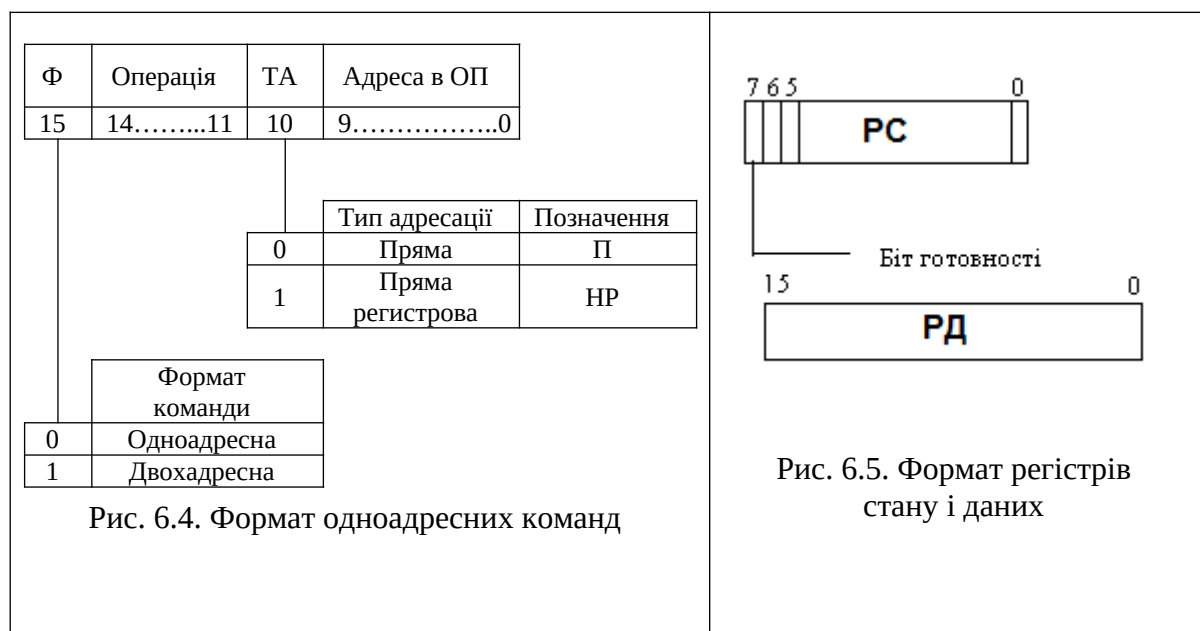 Ф Операція ТА Адреса в ОП
15 14……...11 10 9……………..0
Тип адресації Позначення
0 Пряма П
1 Пряма регистрова НР
Формат команди
0 Одноадресна
1 Двохадресна
Рис. 6.4. Формат одноадресних команд
7 6 5 0
РС
Біт готовності
15 0
РД
Рис. 6.5. Формат регістрів
стану і даних